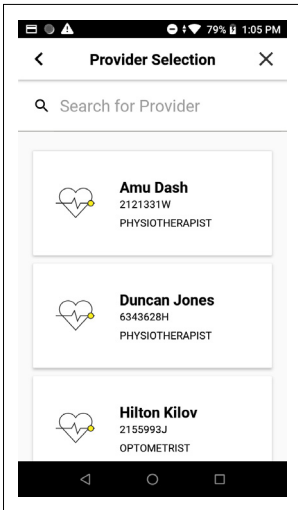 79% 1:05 PM
Provider Selection
Search for Provider
Amu Dash
2121331W
PHYSIOTHERAPIST
Duncan Jones
6343628H
PHYSIOTHERAPIST
Hilton Kilov
2155993J
OPTOMETRIST